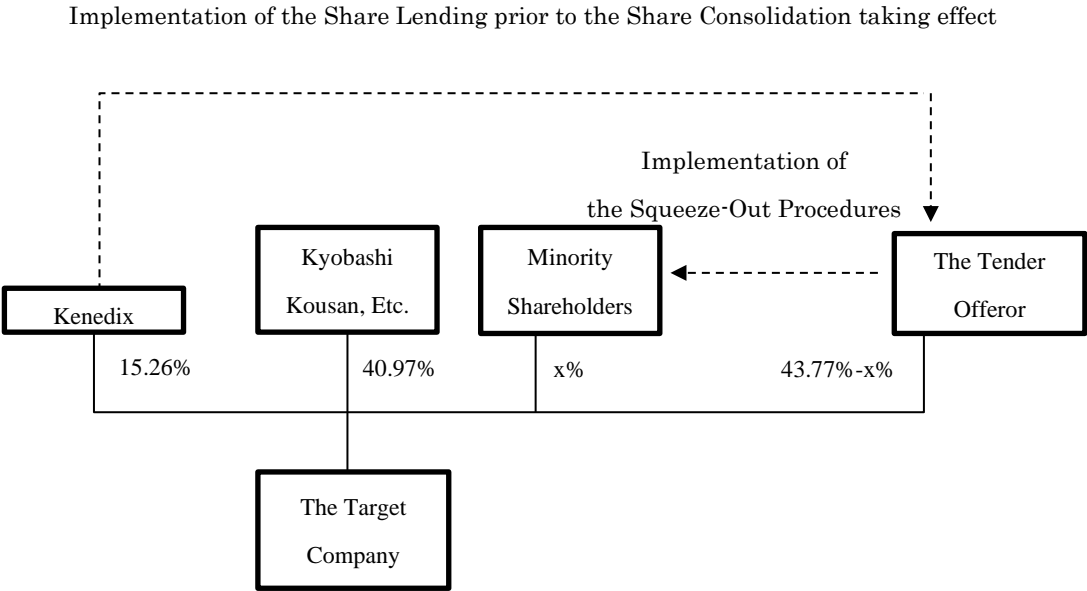 Implementation of the Share Lending prior to the Share Consolidation taking effect
Implementation of
the Squeeze-Out Procedures
Kenedix
Kyobashi
Kousan, Etc.
Minority
Shareholders
The Tender
Offeror
15.26%
40.97%
x%
43.77%-x%
The Target
Company